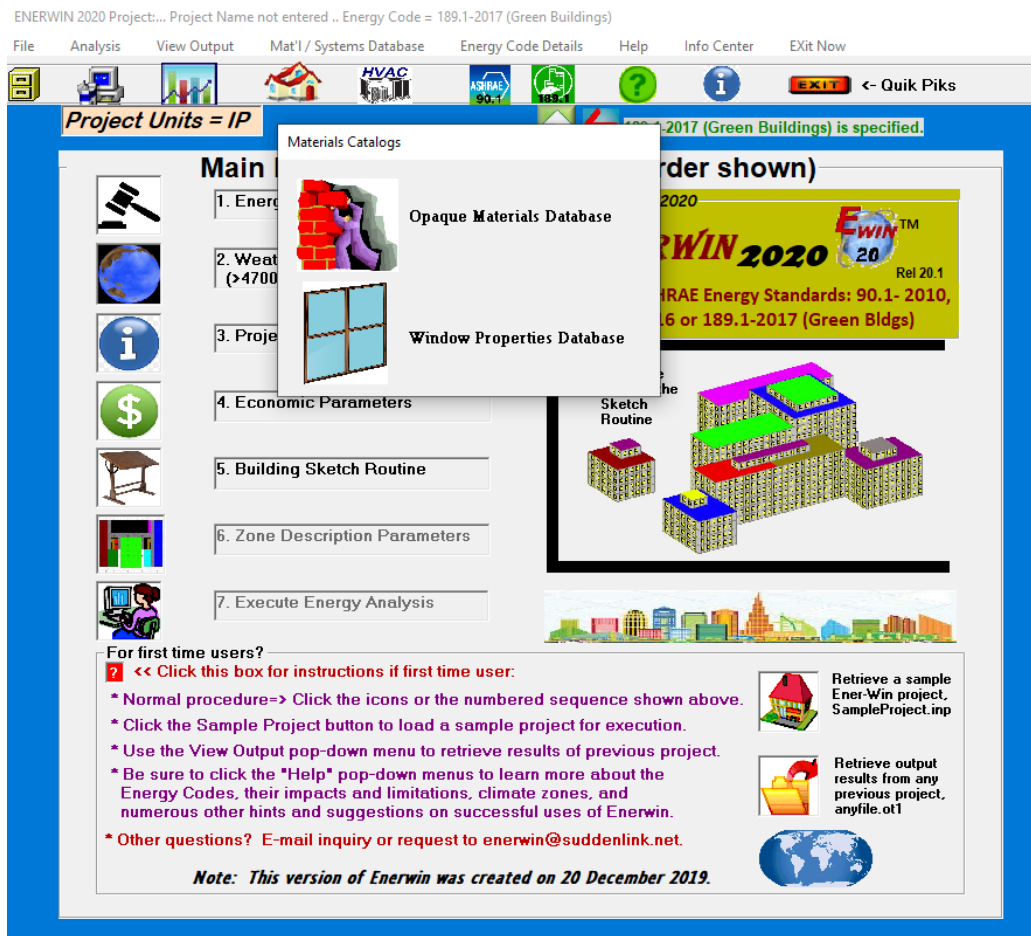 ENERWIN 2020 Project:... Project Name not entered .. Energy Code = 189.1-2017 (Green Buildings)
File Analysis View Output Mat'l / Systems Database Energy Code Details Help Info Center EXit Now
HVAC ASHRAE 90.1 189.1 ? i EXIT <- Quik Piks
Project Units = IP
-2017 (Green Buildings) is specified.
Materials Catalogs
Main der shown)
Opaque Materials Database
Window Properties Database
1. Ener
2. Weat
(>4700
3. Proje
4. Economic Parameters
5. Building Sketch Routine
6. Zone Description Parameters
7. Execute Energy Analysis
2020
RWIN 2020
EWIN 20 TM
Rel 20.1
HRAE Energy Standards: 90.1- 2010,
16 or 189.1-2017 (Green Bldgs)
he
Sketch
Routine
For first time users?
? << Click this box for instructions if first time user:
* Normal procedure=> Click the icons or the numbered sequence shown above.
* Click the Sample Project button to load a sample project for execution.
* Use the View Output pop-down menu to retrieve results of previous project.
* Be sure to click the "Help" pop-down menus to learn more about the
Energy Codes, their impacts and limitations, climate zones, and
numerous other hints and suggestions on successful uses of Enerwin.
* Other questions? E-mail inquiry or request to enerwin@suddenlink.net.
Note: This version of Enerwin was created on 20 December 2019.
Retrieve a sample
Ener-Win project,
SampleProject.inp
Retrieve output
results from any
previous project,
anyfile.ot1